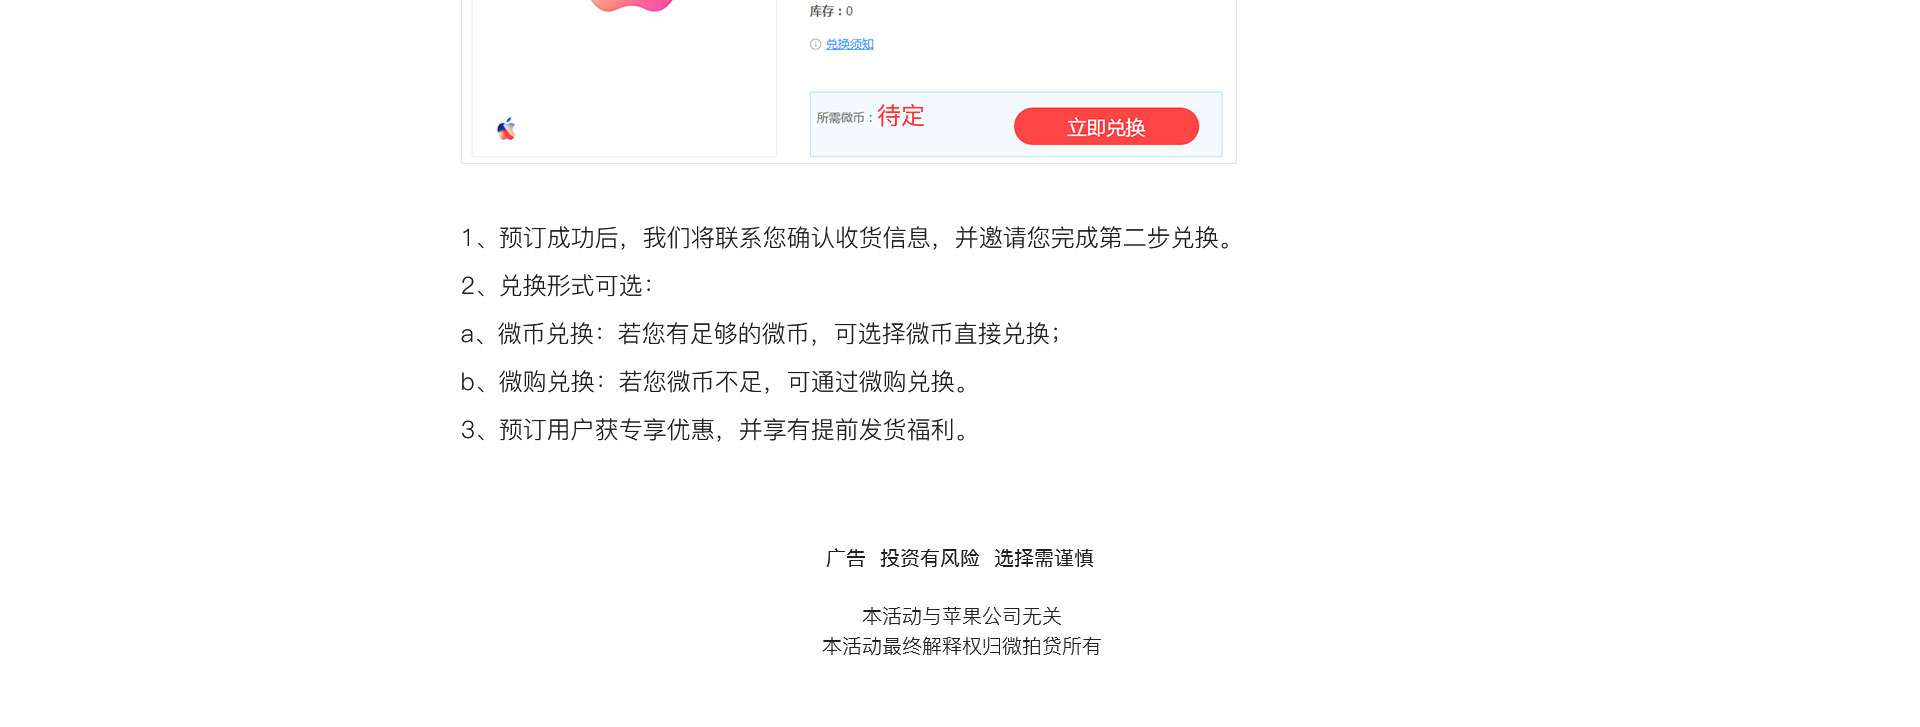 库存：0
兑换须知
所需微币：待定
立即兑换
1、预订成功后，我们将联系您确认收货信息，并邀请您完成第二步兑换。
2、兑换形式可选：
a、微币兑换：若您有足够的微币，可选择微币直接兑换；
b、微购兑换：若您微币不足，可通过微购兑换。
3、预订用户获专享优惠，并享有提前发货福利。
广告 投资有风险 选择需谨慎
本活动与苹果公司无关
本活动最终解释权归微拍贷所有